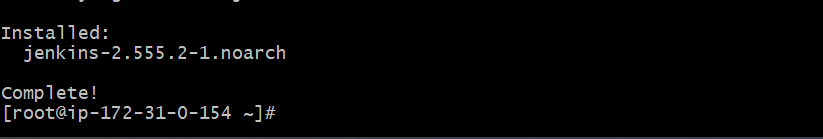 Installed:
  jenkins-2.555.2-1.noarch
Complete!
[root@ip-172-31-0-154 ~]#